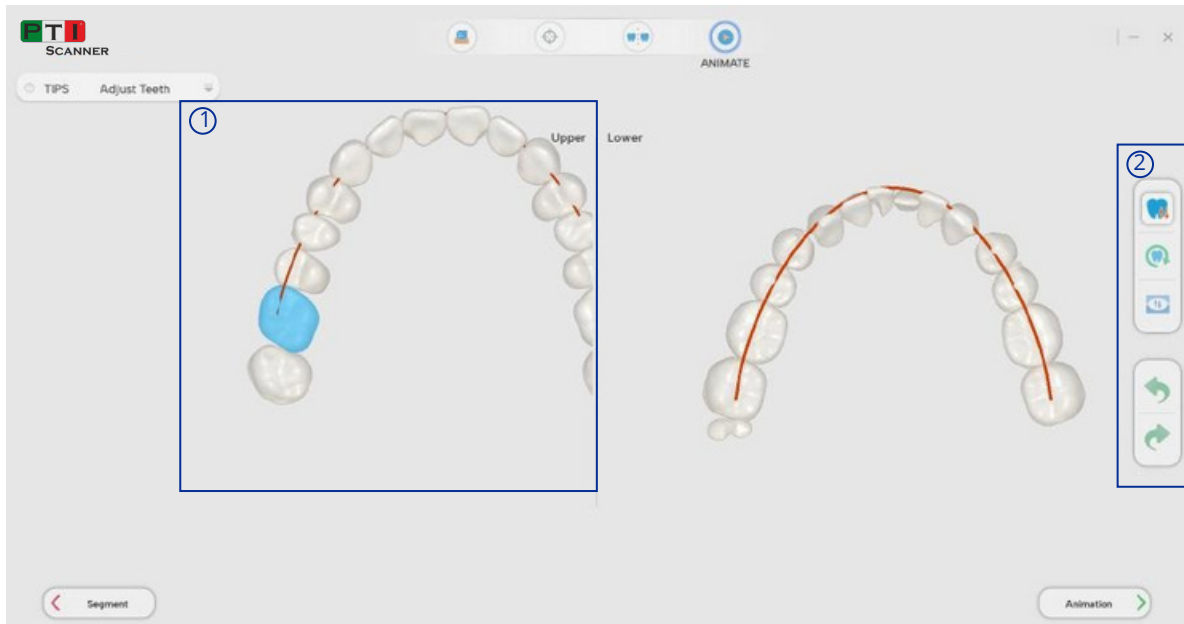 PTI
SCANNER
ANIMATE
TIPS Adjust Teeth
1
Upper Lower
2
Segment
Animation